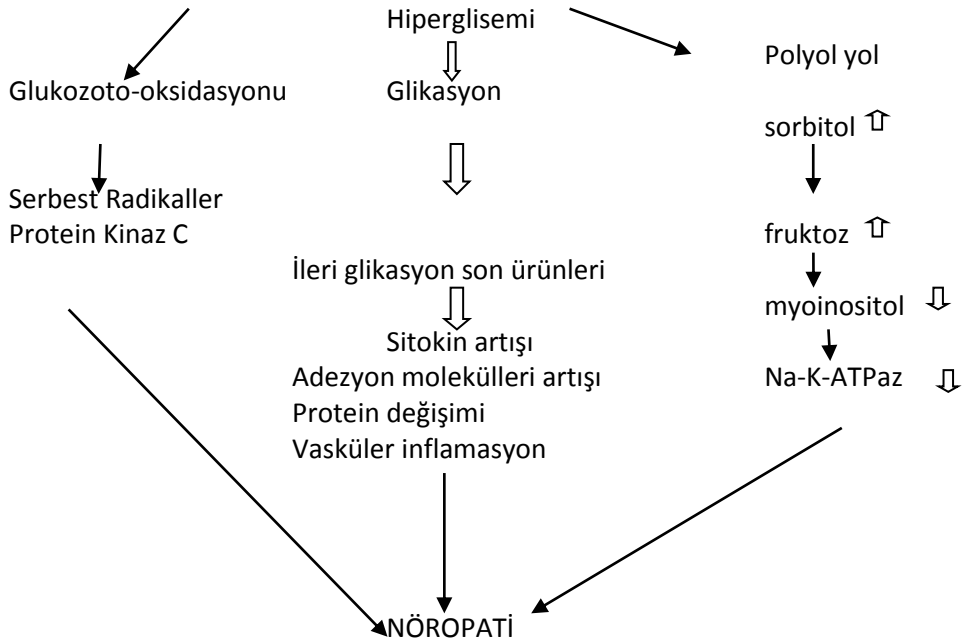 Hiperglisemi
Glukozoto-oksidasyonu
Serbest Radikaller
Protein Kinaz C
Glikasyon
İleri glikasyon son ürünleri
Sitokin artışı
Adezyon molekülleri artışı
Protein değişimi
Vasküler inflamasyon
Polyol yol
sorbitol
fruktoz
myoinositol
Na-K-ATPaz
NÖROPATİ